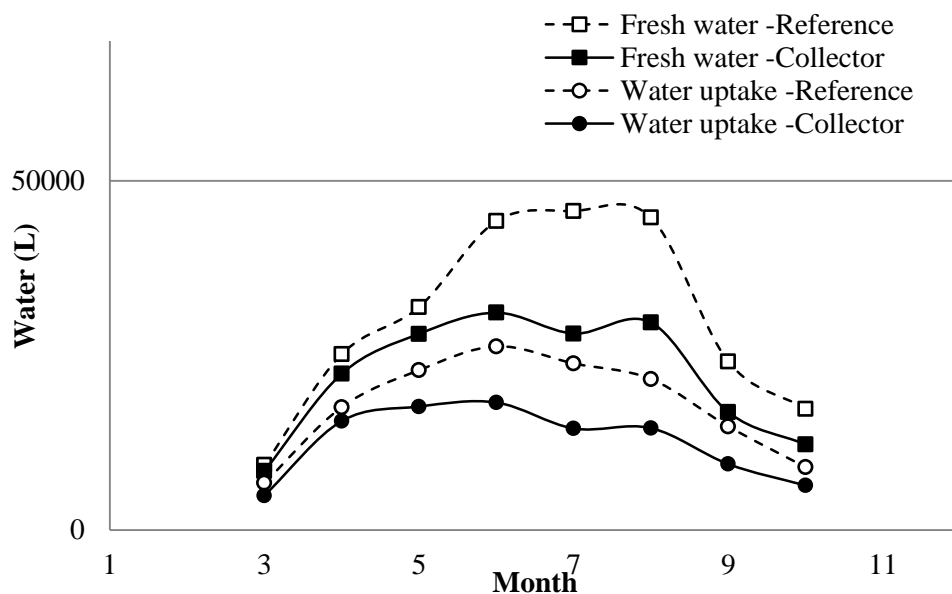 Fresh water -Reference
Fresh water -Collector
Water uptake -Reference
Water uptake -Collector
50000
Water (L)
0
1 3 5 7 9 11
Month